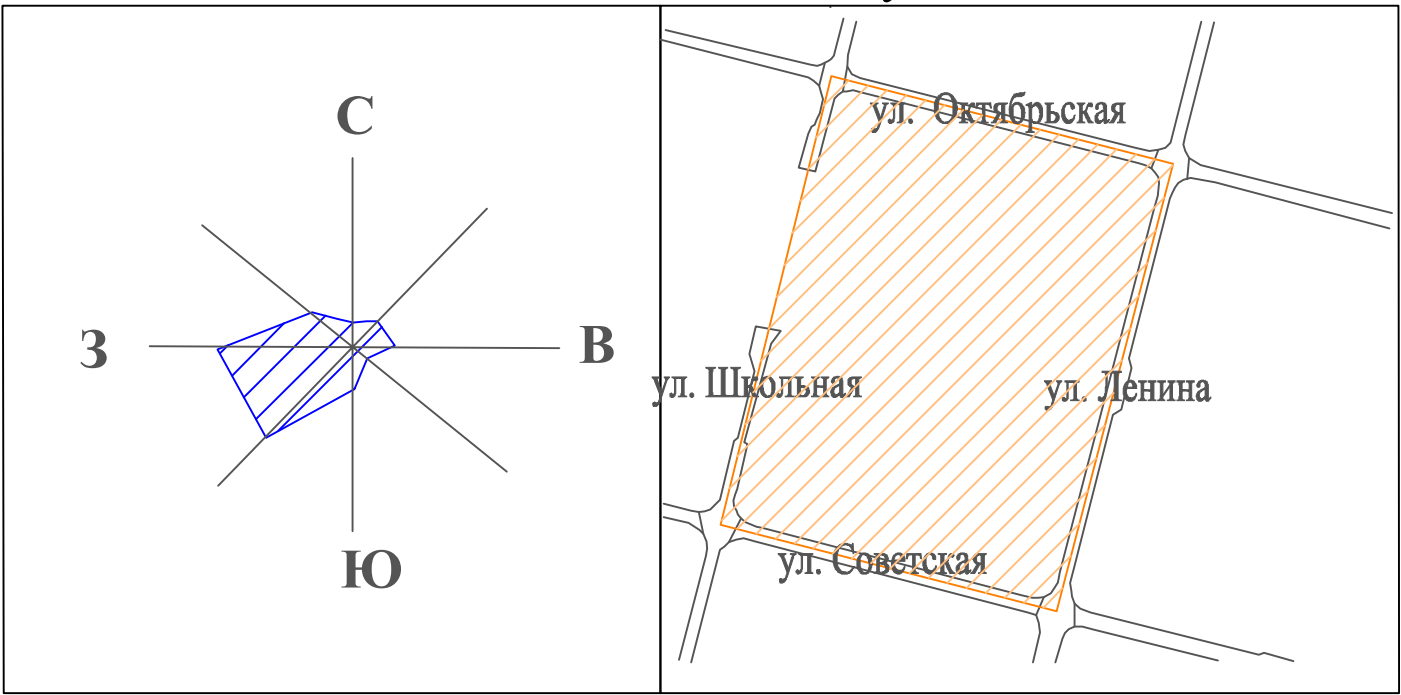 С
З
В
Ю
ул. Октябрьская
ул. Школьная
ул. Ленина
ул. Советская